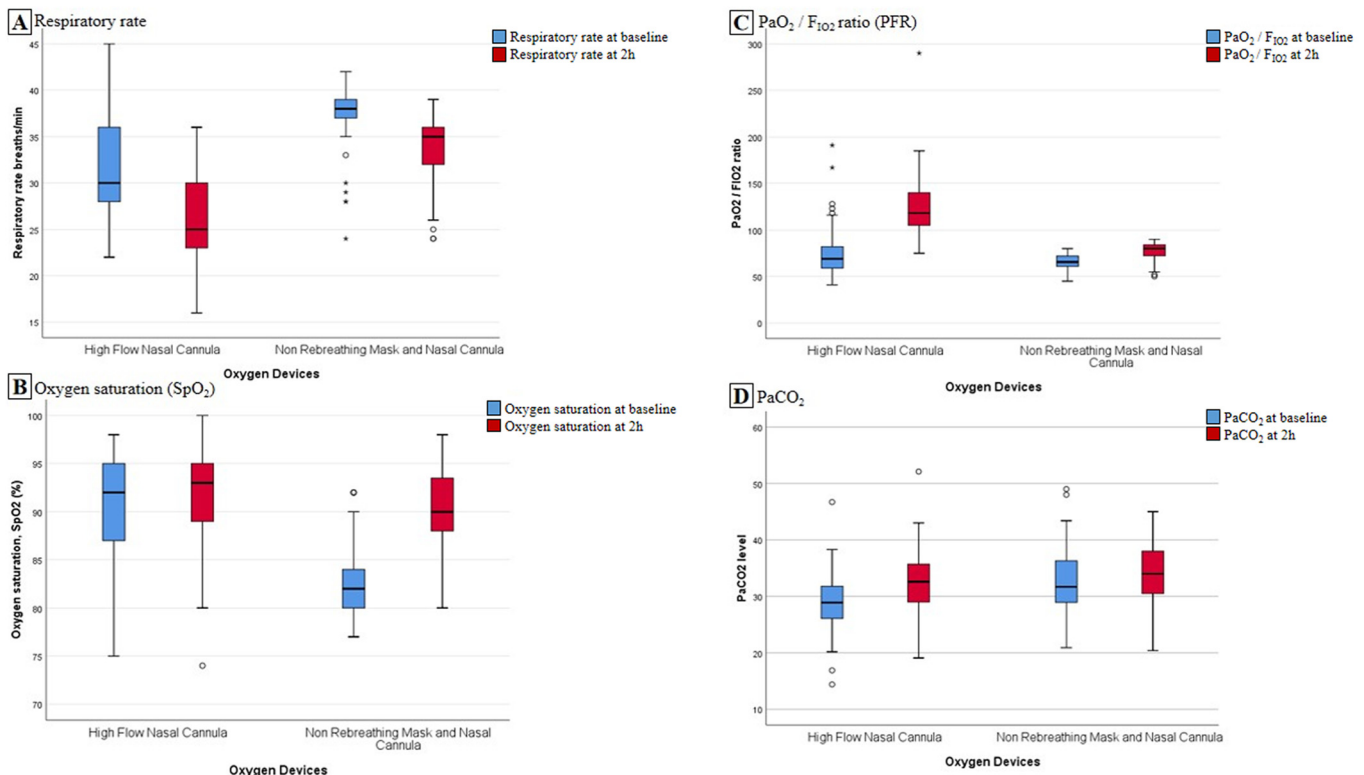 A Respiratory rate
Respiratory rate at baseline
Respiratory rate at 2h
45
40
35
30
25
20
15
Respiratory rate breaths/min
High Flow Nasal Cannula
Non Rebreathing Mask and Nasal Cannula
Oxygen Devices
B Oxygen saturation (SpO2)
Oxygen saturation at baseline
Oxygen saturation at 2h
100
95
90
85
80
75
70
Oxygen saturation, SpO2 (%)
High Flow Nasal Cannula
Non Rebreathing Mask and Nasal
Cannula
Oxygen Devices
C PaO2 / FIO2 ratio (PFR)
PaO2 / FIO2 at baseline
PaO2 / FIO2 at 2h
300
250
200
150
100
50
0
PaO2 / FIO2 ratio
High Flow Nasal Cannula
Non Rebreathing Mask and Nasal
Cannula
Oxygen Devices
D PaCO2
PaCO2 at baseline
PaCO2 at 2h
60
50
40
30
20
10
PaCO2 level
High Flow Nasal Cannula
Non Rebreathing Mask and Nasal Cannula
Oxygen Devices